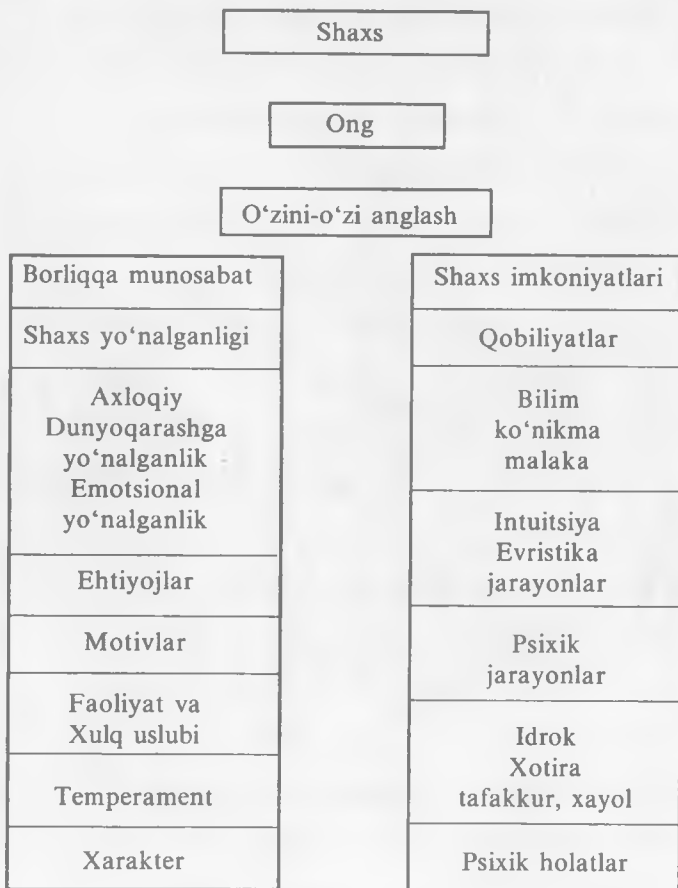 Shaxs
Ong
O‘zini-o‘zi anglash
Borliqqa munosabat
Shaxs yo‘nalganligi
Axloqiy
Dunyoqarashga
yo‘nalganlik
Emotsional
yo‘nalganlik
Ehtiyojlar
Motivlar
Faoliyat va
Xulq uslubi
Temperament
Xarakter
Shaxs imkoniyatlari
Qobiliyatlar
Bilim
ko‘nikma
malaka
Intuitsiya
Evristika
jarayonlar
Psixik
jarayonlar
Idrok
Xotira
tafakkur, xayol
Psixik holatlar